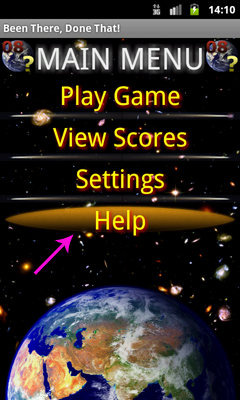 14:10
Been There, Done That!
MAIN MENU
Play Game
View Scores
Settings
Help